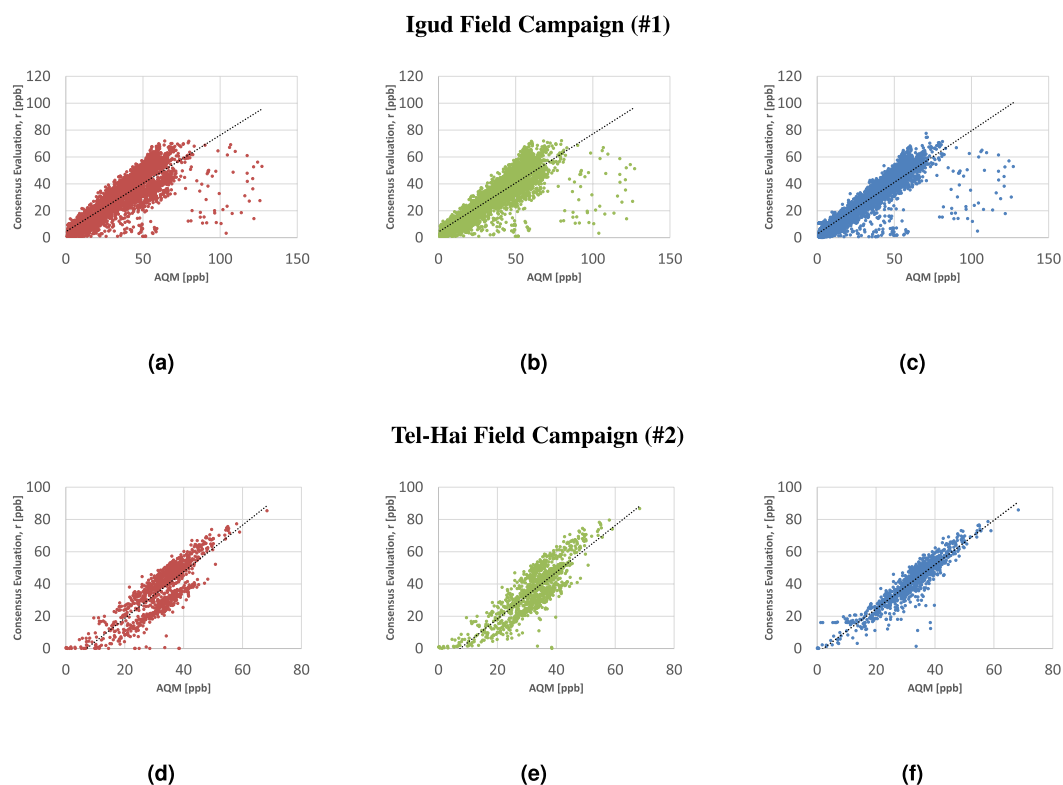 Igud Field Campaign (#1)
Consensus Evaluation, r [ppb]
120
100
80
60
40
20
0
0 50 100 150
AQM [ppb]
(a)
Consensus Evaluation, r [ppb]
120
100
80
60
40
20
0
0 50 100 150
AQM [ppb]
(b)
Consensus Evaluation, r [ppb]
120
100
80
60
40
20
0
0 50 100 150
AQM [ppb]
(c)
Tel-Hai Field Campaign (#2)
Consensus Evaluation, r [ppb]
100
80
60
40
20
0
0 20 40 60 80
AQM [ppb]
(d)
Consensus Evaluation, r [ppb]
100
80
60
40
20
0
0 20 40 60 80
AQM [ppb]
(e)
Consensus Evaluation, r [ppb]
100
80
60
40
20
0
0 20 40 60 80
AQM [ppb]
(f)